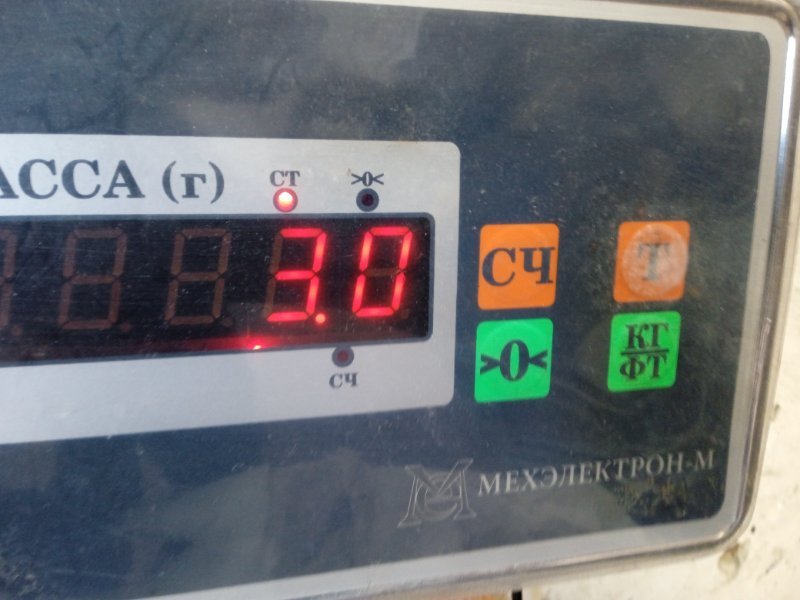 АССА (г)
СТ >0<
3.0
СЧ
СЧ Т
>0< КГ
ФТ
МЕХЭЛЕКТРОН-М